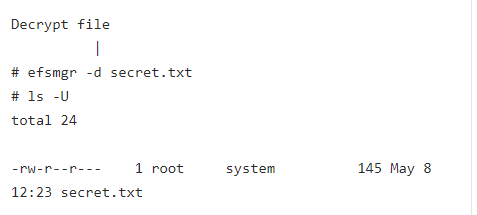 Decrypt file
|
# efsmgr -d secret.txt
# ls -U
total 24
-rw-r--r---    1 root     system          145 May 8
12:23 secret.txt